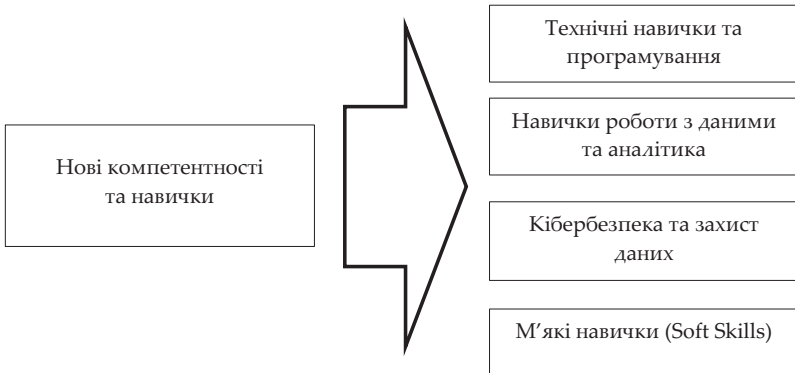 Нові компетентності
та навички
Технічні навички та
програмування
Навички роботи з даними
та аналітика
Кібербезпека та захист
даних
М’які навички (Soft Skills)